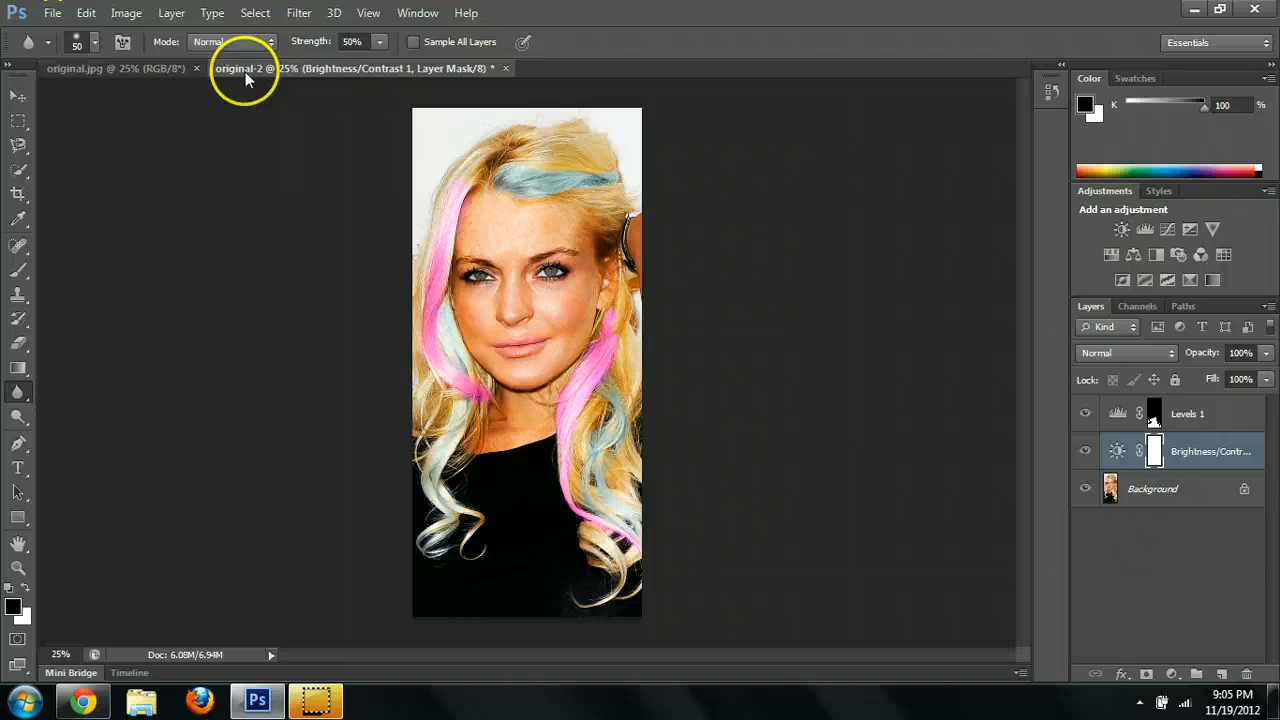 Ps File Edit Image Layer Type Select Filter 3D View Window Help
50 Mode: Normal Strength: 50% Sample All Layers Essentials
original.jpg @ 25% (RGB/8*) × original-2 @ 25% (Brightness/Contrast 1, Layer Mask/8) * ×
Color Swatches
K 100 %
Adjustments Styles
Add an adjustment
Layers Channels Paths
Kind
Normal Opacity: 100%
Lock: Fill: 100%
Levels 1
Brightness/Contr...
Background
25% Doc: 6.08M/6.94M
Mini Bridge Timeline
Ps
9:05 PM
11/19/2012